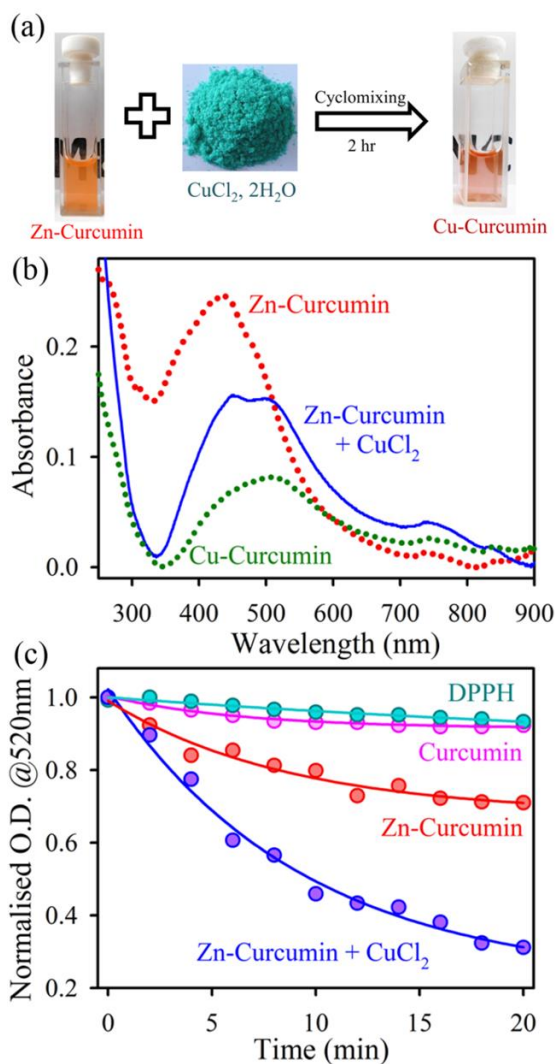 (a)
Cyclomixing
2 hr
CuCl₂, 2H₂O
Zn-Curcumin
Cu-Curcumin
(b)
Absorbance
0.2
0.1
0.0
Zn-Curcumin
Zn-Curcumin
+ CuCl₂
Cu-Curcumin
300 400 500 600 700 800 900
Wavelength (nm)
(c)
Normalised O.D. @520nm
1.0
0.8
0.6
0.4
0.2
DPPH
Curcumin
Zn-Curcumin
Zn-Curcumin + CuCl₂
0 5 10 15 20
Time (min)